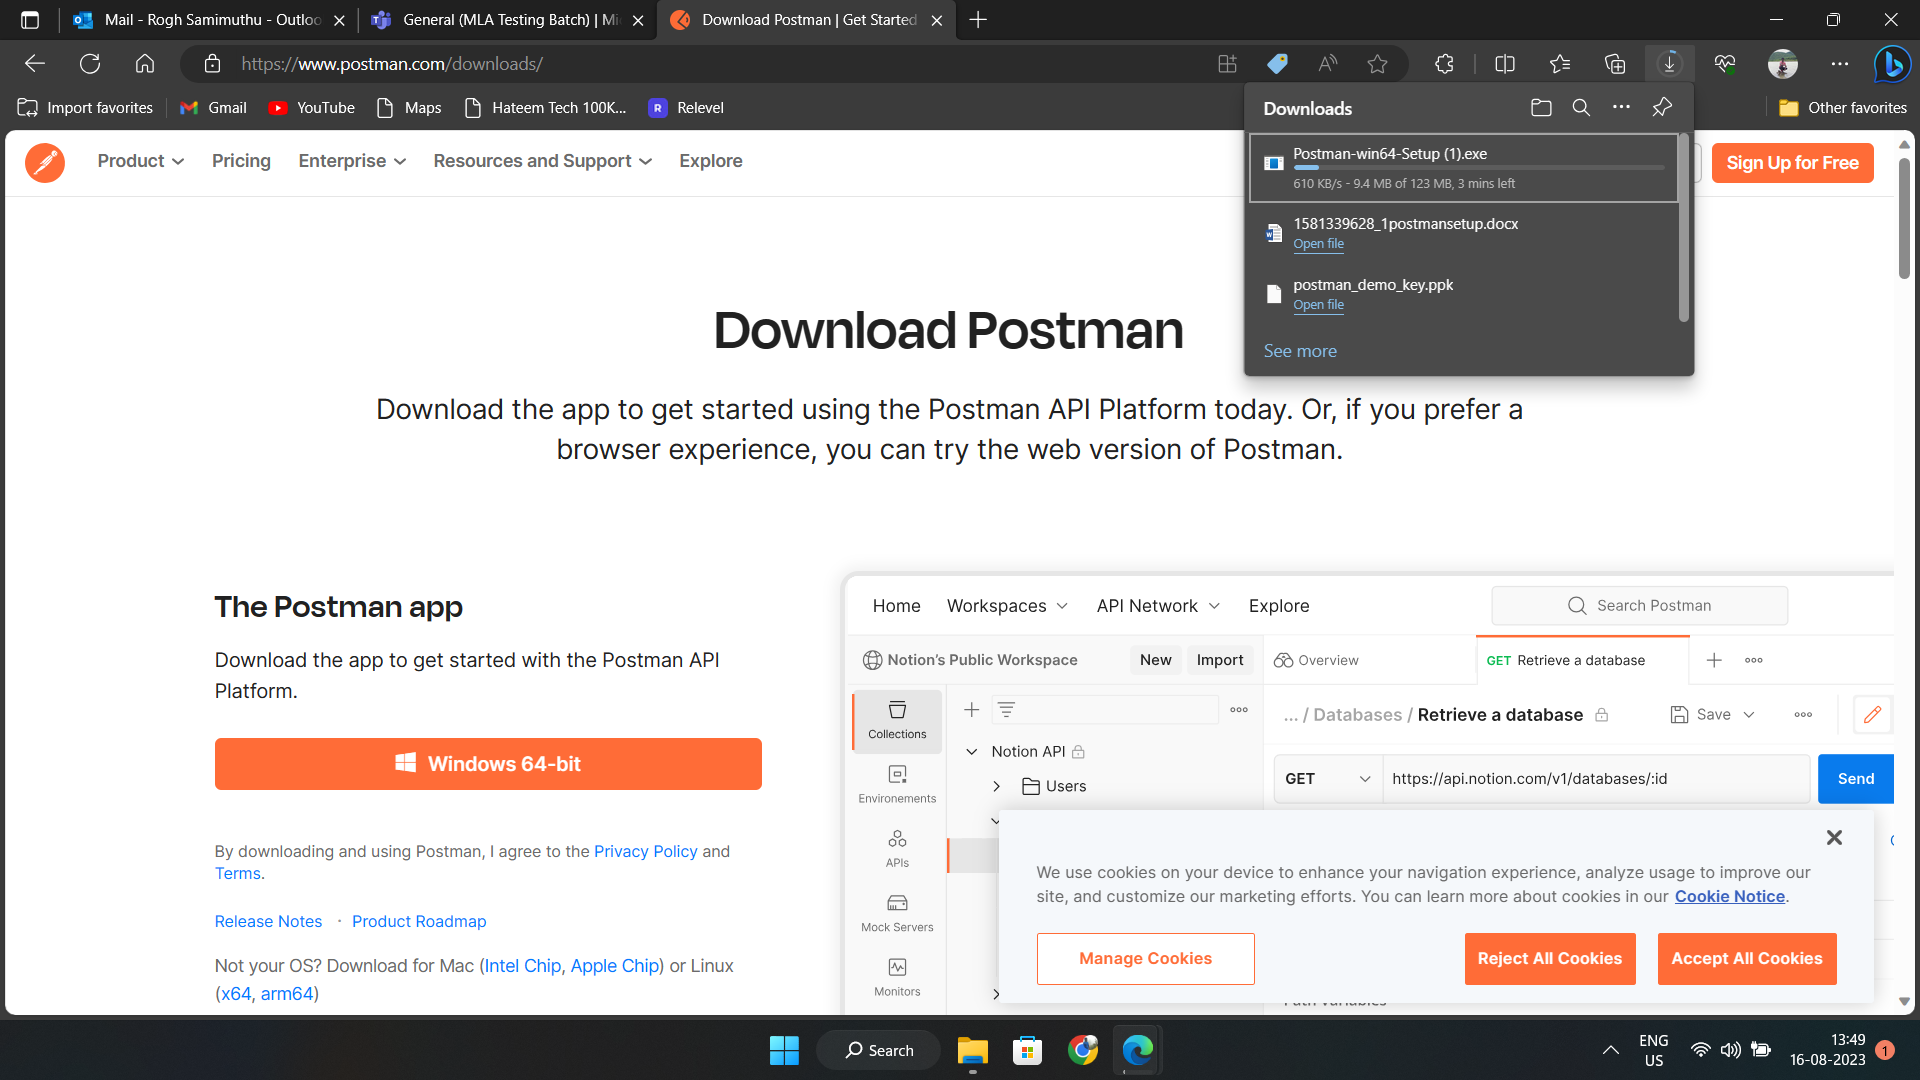 Mail - Rogh Samimuthu - Outloo
General (MLA Testing Batch) | Mi
Download Postman | Get Started
https://www.postman.com/downloads/
Import favorites
Gmail
YouTube
Maps
Hateem Tech 100K...
Relevel
Other favorites
Downloads
Postman-win64-Setup (1).exe
610 KB/s - 9.4 MB of 123 MB, 3 mins left
1581339628_1postmansetup.docx
Open file
postman_demo_key.ppk
Open file
See more
Product
Pricing
Enterprise
Resources and Support
Explore
Sign Up for Free
Download Postman
Download the app to get started using the Postman API Platform today. Or, if you prefer a
browser experience, you can try the web version of Postman.
The Postman app
Download the app to get started with the Postman API
Platform.
Windows 64-bit
By downloading and using Postman, I agree to the Privacy Policy and
Terms.
Release Notes · Product Roadmap
Not your OS? Download for Mac (Intel Chip, Apple Chip) or Linux
(x64, arm64)
Home
Workspaces
API Network
Explore
Search Postman
Notion's Public Workspace
New
Import
Overview
GET Retrieve a database
Collections
... / Databases / Retrieve a database
Save
Notion API
Users
GET
https://api.notion.com/v1/databases/:id
Send
Environements
APIs
Mock Servers
Monitors
We use cookies on your device to enhance your navigation experience, analyze usage to improve our
site, and customize our marketing efforts. You can learn more about cookies in our Cookie Notice.
Manage Cookies
Reject All Cookies
Accept All Cookies
Search
ENG
US
13:49
16-08-2023
1